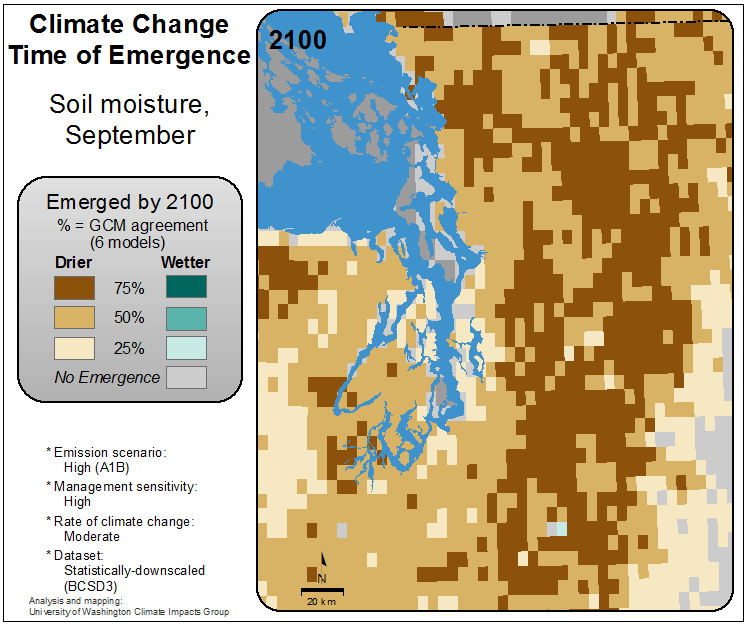 Climate Change
Time of Emergence
Soil moisture,
September
Emerged by 2100
% = GCM agreement
(6 models)
Drier Wetter
75%
50%
25%
No Emergence
* Emission scenario:
High (A1B)
* Management sensitivity:
High
* Rate of climate change:
Moderate
* Dataset:
Statistically-downscaled
(BCSD3)
Analysis and mapping:
University of Washington Climate Impacts Group
2100
N
20 km